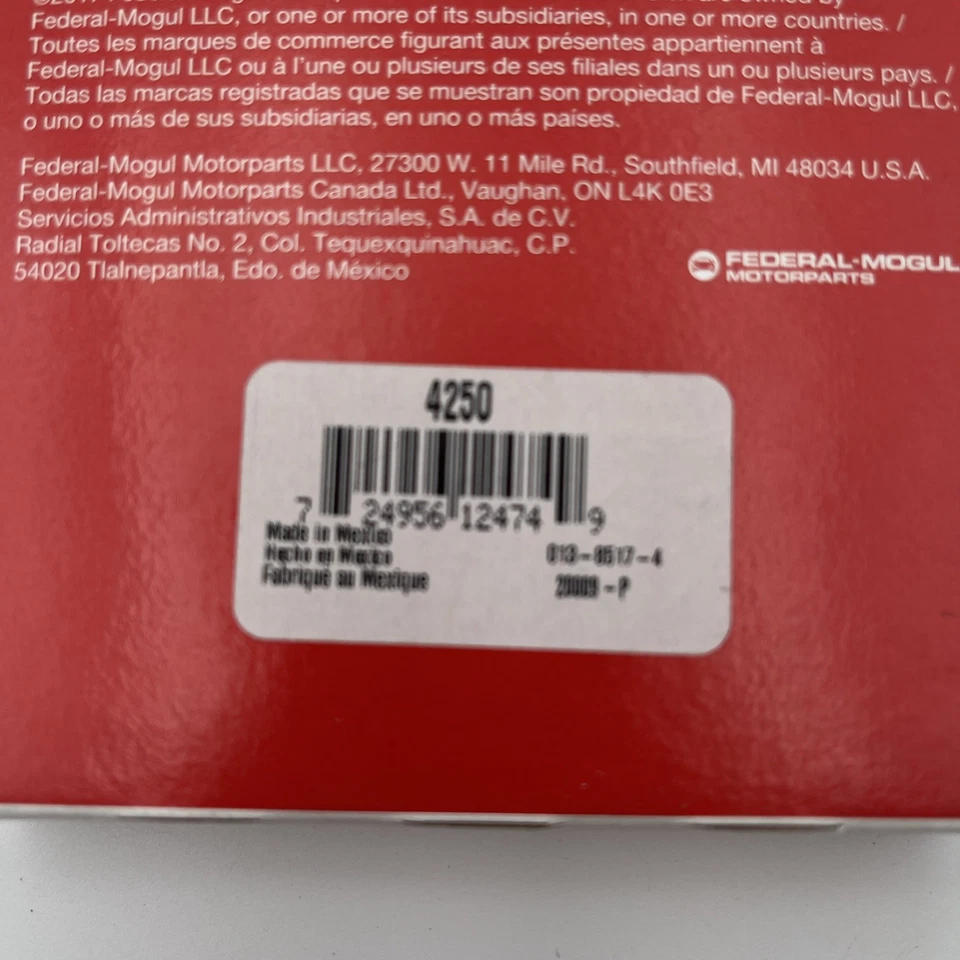 Federal-Mogul LLC, or one or more of its subsidiaries, in one or more countries. /
Toutes les marques de commerce figurant aux présentes appartiennent à
Federal-Mogul LLC ou à l'une ou plusieurs de ses filiales dans un ou plusieurs pays. /
Todas las marcas registradas que se muestran son propiedad de Federal-Mogul LLC,
o uno o más de sus subsidiarias, en uno o más países.
Federal-Mogul Motorparts LLC, 27300 W. 11 Mile Rd., Southfield, MI 48034 U.S.A.
Federal-Mogul Motorparts Canada Ltd., Vaughan, ON L4K 0E3
Servicios Administrativos Industriales, S.A. de C.V.
Radial Toltecas No. 2, Col. Tequexquinahuac, C.P.
54020 Tlalnepantla, Edo. de México
FEDERAL-MOGUL
MOTORPARTS
4250
7 24956 12474 9
Made in Mexico
Hecho en Mexico
Fabriqué au Mexique
013-0517-4